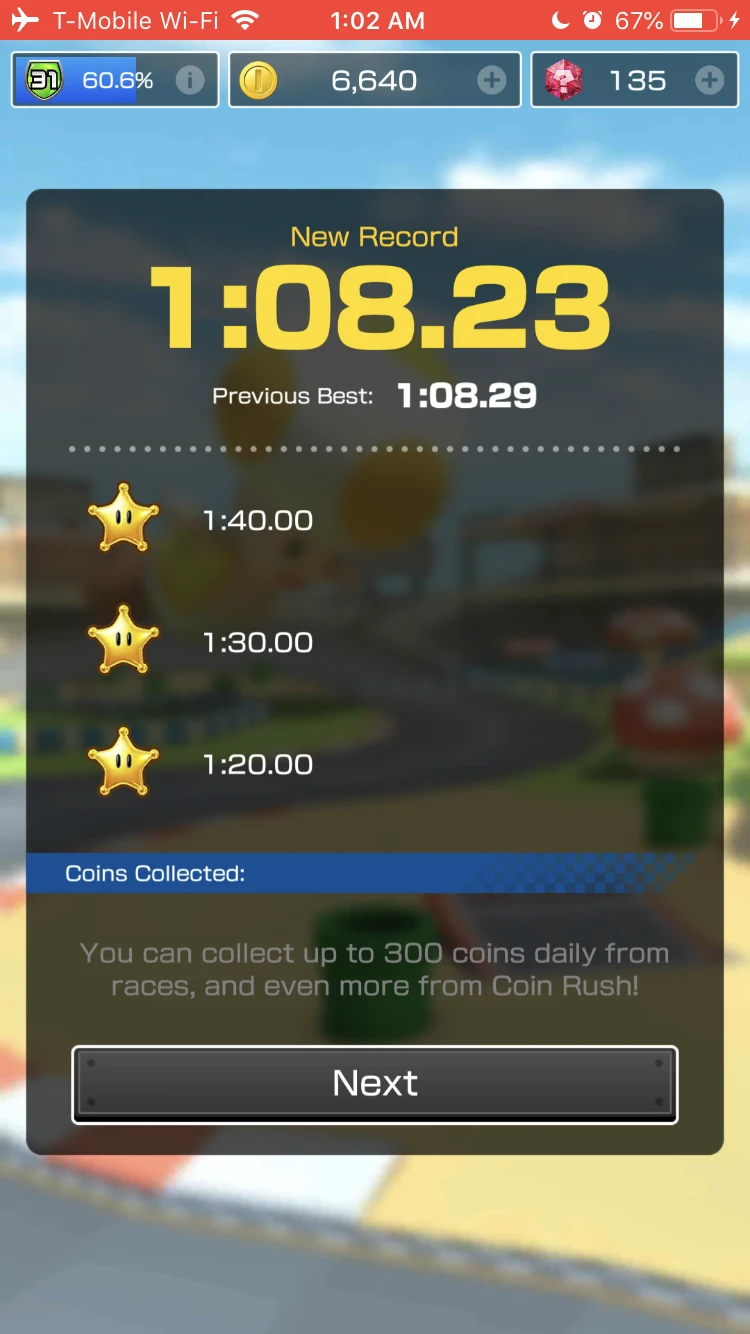 T-Mobile Wi-Fi 1:02 AM 67%
31 60.6% i 6,640 + 135 +
New Record
1:08.23
Previous Best: 1:08.29
1:40.00
1:30.00
1:20.00
Coins Collected:
You can collect up to 300 coins daily from
races, and even more from Coin Rush!
Next